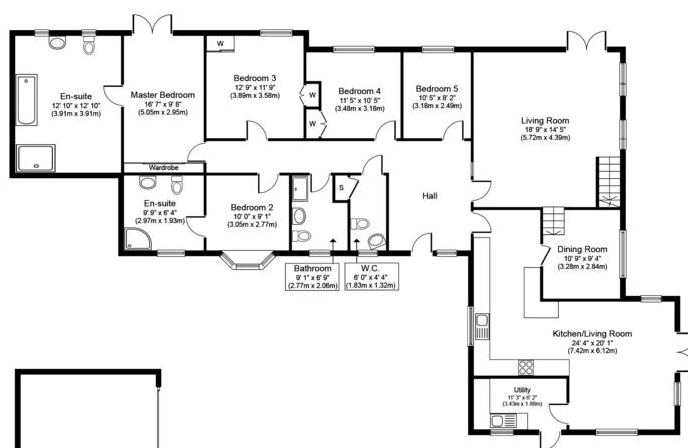 W
En-suite
12' 10" x 12' 10"
(3.91m x 3.91m)
Master Bedroom
16' 7" x 9' 8"
(5.05m x 2.95m)
Bedroom 3
12' 9" x 11' 9"
(3.89m x 3.58m)
W
W
Bedroom 4
11' 5" x 10' 5"
(3.48m x 3.18m)
Bedroom 5
10' 5" x 8' 2"
(3.18m x 2.49m)
Living Room
18' 9" x 14' 5"
(5.72m x 4.39m)
Wardrobe
En-suite
9' 9" x 6' 4"
(2.97m x 1.93m)
Bedroom 2
10' 0" x 9' 1"
(3.05m x 2.77m)
S
Hall
Bathroom
9' 1" x 6' 9"
(2.77m x 2.06m)
W.C.
6' 0" x 4' 4"
(1.83m x 1.32m)
Dining Room
10' 9" x 9' 4"
(3.28m x 2.84m)
Kitchen/Living Room
24' 4" x 20' 1"
(7.42m x 6.12m)
Utility
11' 3" x 6' 2"
(3.43m x 1.88m)